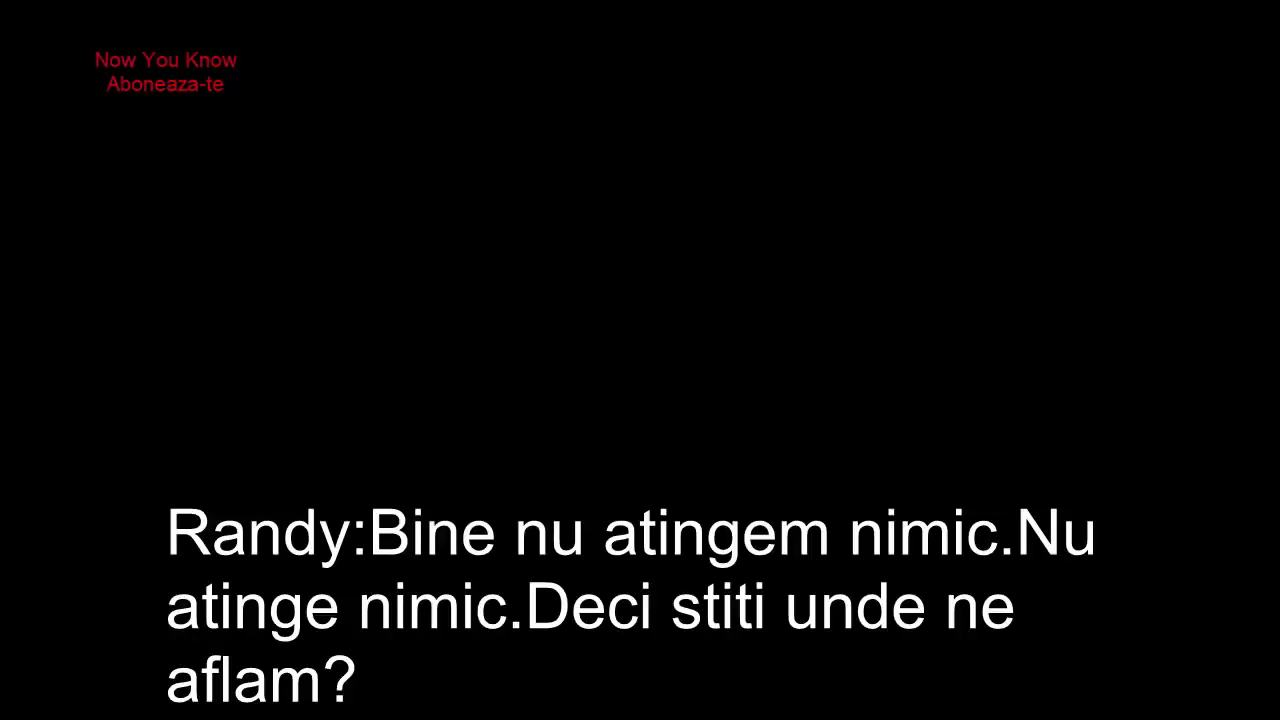 Now You Know
Aboneaza-te
Randy:Bine nu atingem nimic.Nu
atinge nimic.Deci stiti unde ne
aflam?